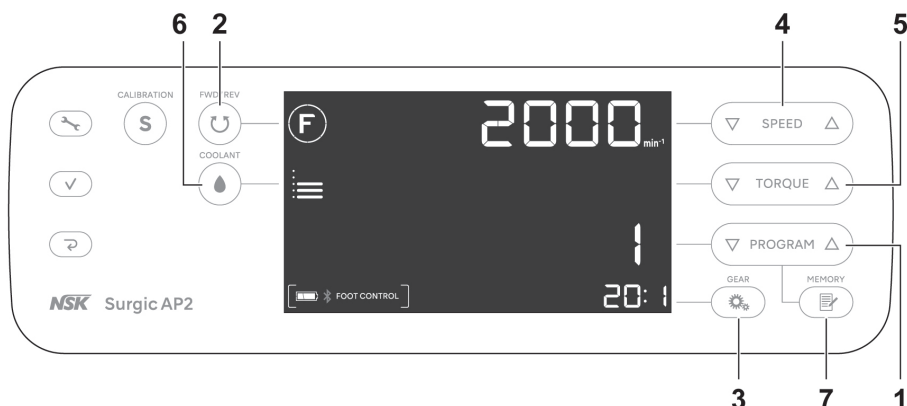 6 2 4 5
CALIBRATION FWD/REV
S F 2000 min-1 ▽ SPEED △
COOLANT
▽ TORQUE △
1 ▽ PROGRAM △
GEAR MEMORY
NSK Surgic AP2 FOOT CONTROL 20:1
3 7 1